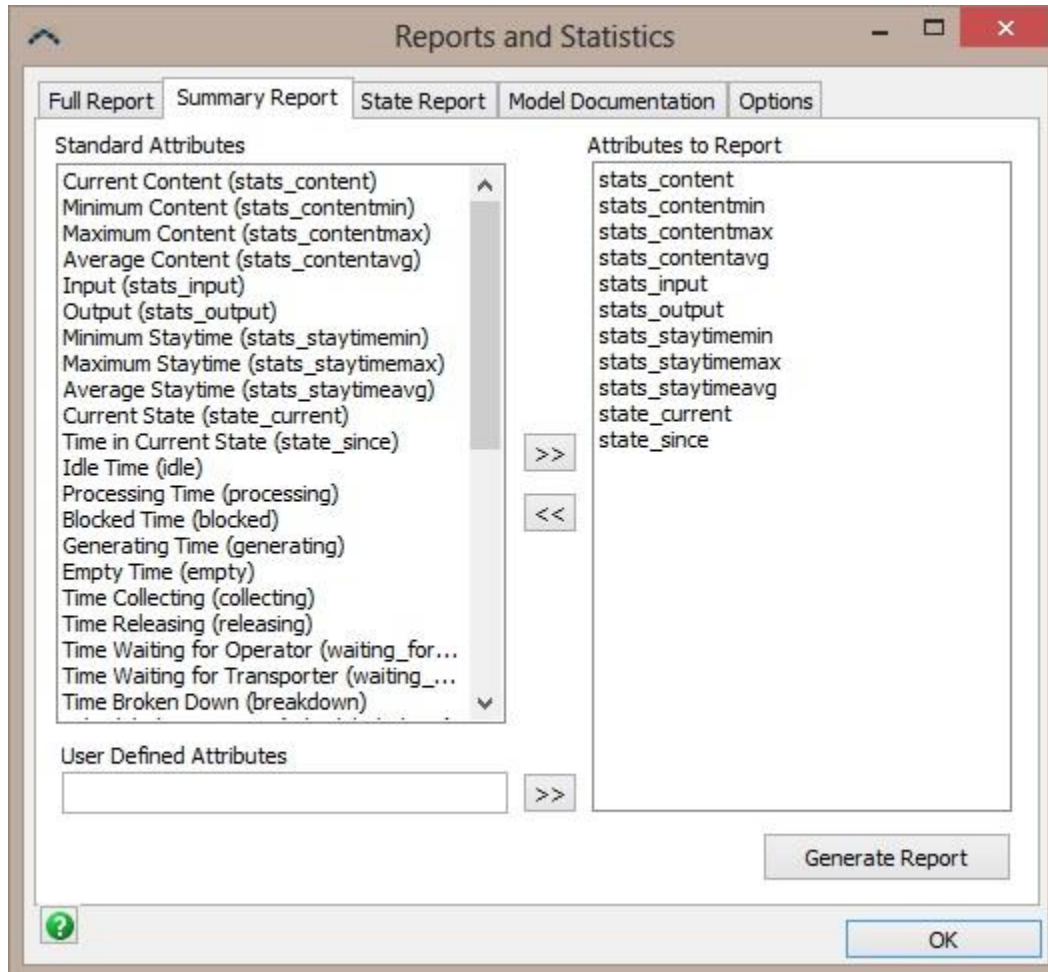 Reports and Statistics
Full Report Summary Report State Report Model Documentation Options
Standard Attributes
Current Content (stats_content)
Minimum Content (stats_contentmin)
Maximum Content (stats_contentmax)
Average Content (stats_contentavg)
Input (stats_input)
Output (stats_output)
Minimum Staytime (stats_staytimemin)
Maximum Staytime (stats_staytimemax)
Average Staytime (stats_staytimeavg)
Current State (state_current)
Time in Current State (state_since)
Idle Time (idle)
Processing Time (processing)
Blocked Time (blocked)
Generating Time (generating)
Empty Time (empty)
Time Collecting (collecting)
Time Releasing (releasing)
Time Waiting for Operator (waiting_for...
Time Waiting for Transporter (waiting_...
Time Broken Down (breakdown)
>>
<<
Attributes to Report
stats_content
stats_contentmin
stats_contentmax
stats_contentavg
stats_input
stats_output
stats_staytimemin
stats_staytimemax
stats_staytimeavg
state_current
state_since
User Defined Attributes
>>
Generate Report
?
OK